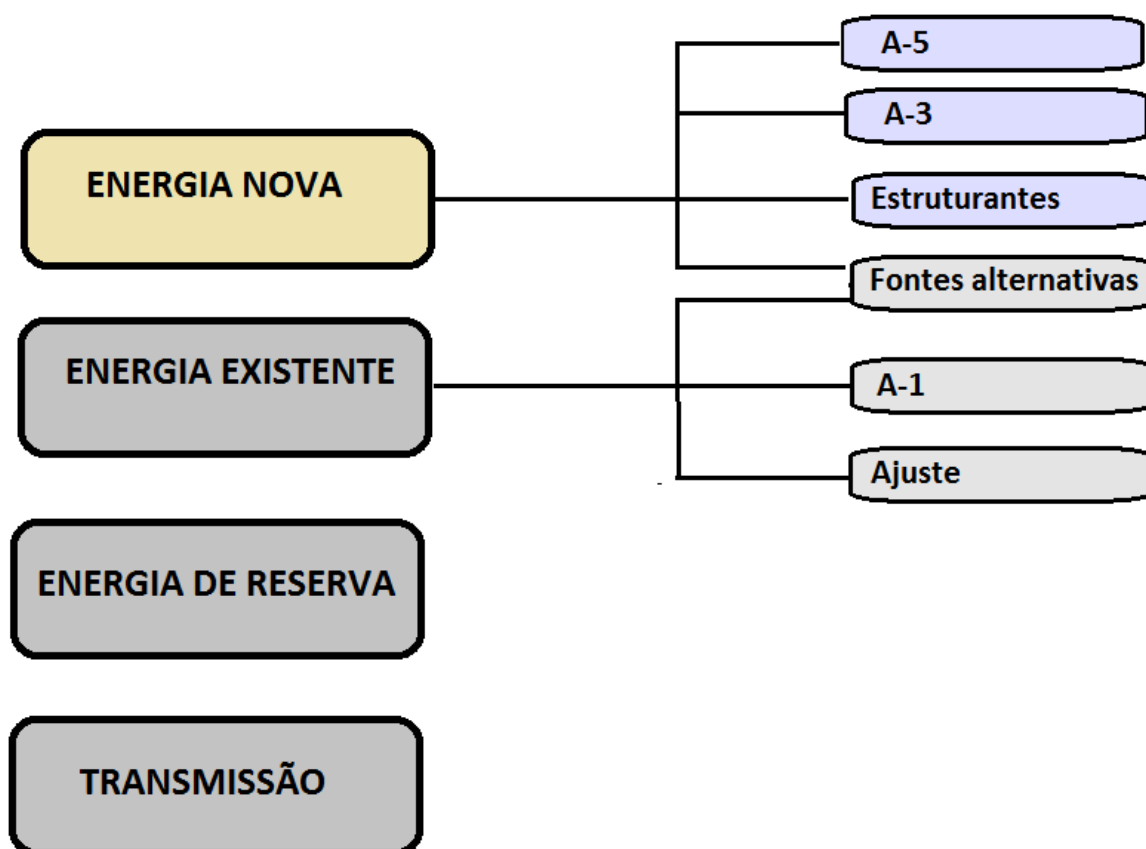 ENERGIA NOVA
A-5
A-3
Estruturantes
Fontes alternativas
ENERGIA EXISTENTE
A-1
Ajuste
ENERGIA DE RESERVA
TRANSMISSÃO